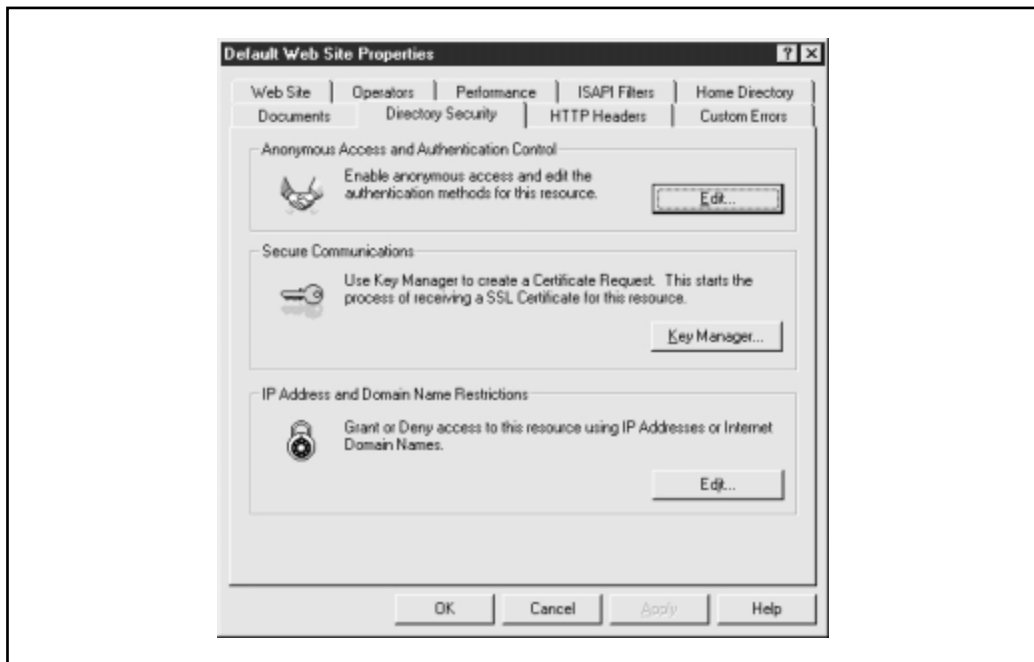 Default Web Site Properties
Web Site Operators Performance ISAPI Filters Home Directory
Documents Directory Security HTTP Headers Custom Errors
Anonymous Access and Authentication Control
Enable anonymous access and edit the
authentication methods for this resource.
Edit...
Secure Communications
Use Key Manager to create a Certificate Request. This starts the
process of receiving a SSL Certificate for this resource.
Key Manager...
IP Address and Domain Name Restrictions
Grant or Deny access to this resource using IP Addresses or Internet
Domain Names.
Edit...
OK Cancel Apply Help